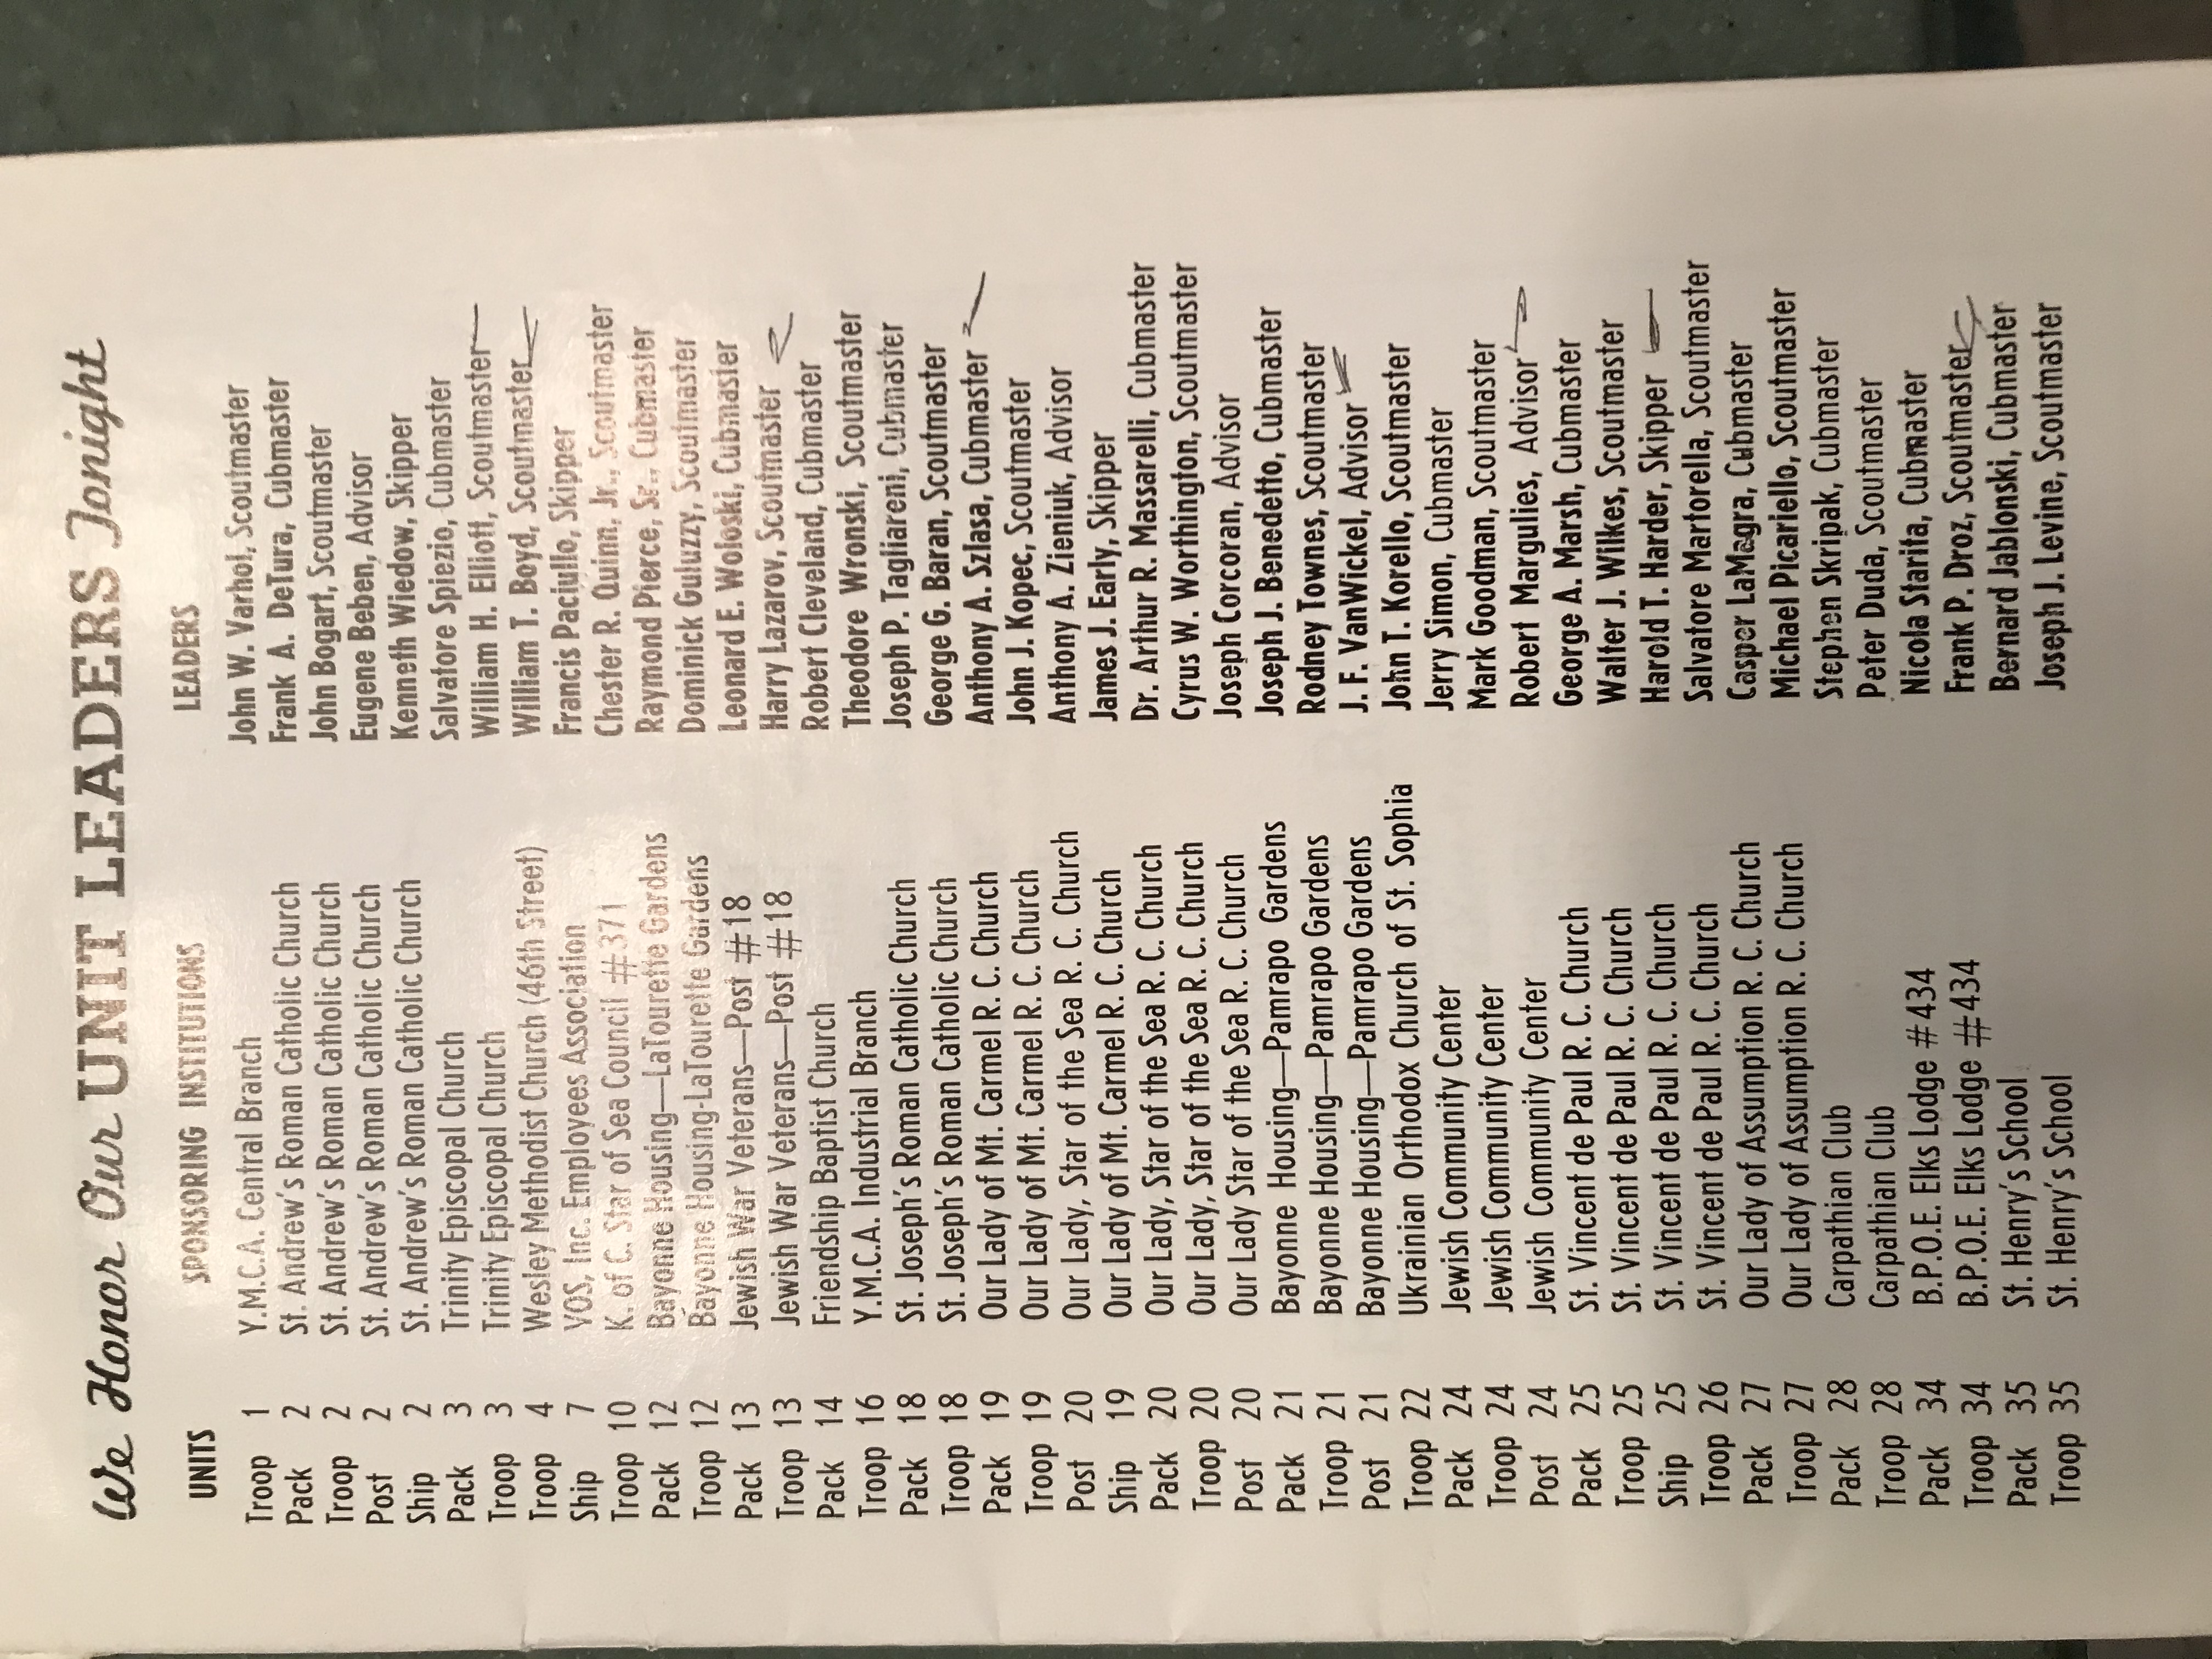 We Honor Our UNIT LEADERS Tonight
UNITS SPONSORING INSTITUTIONS LEADERS
Troop 1 Y.M.C.A. Central Branch John W. Varhol, Scoutmaster
Pack 2 St. Andrew's Roman Catholic Church Frank A. DeTura, Cubmaster
Troop 2 St. Andrew's Roman Catholic Church John Bogart, Scoutmaster
Post 2 St. Andrew's Roman Catholic Church Eugene Beben, Advisor
Ship 2 St. Andrew's Roman Catholic Church Kenneth Wiedow, Skipper
Pack 3 Trinity Episcopal Church Salvatore Spiezio, Cubmaster
Troop 3 Trinity Episcopal Church William H. Elliott, Scoutmaster
Troop 4 Wesley Methodist Church (46th Street) William T. Boyd, Scoutmaster
Ship 7 VOS, Inc. Employees Association Francis Paciullo, Skipper
Troop 10 K. of C. Star of Sea Council #371 Chester R. Quinn, Jr., Scoutmaster
Pack 12 Bayonne Housing—LaTourette Gardens Raymond Pierce, Sr., Cubmaster
Troop 12 Bayonne Housing-LaTourette Gardens Dominick Guluzzy, Scoutmaster
Pack 13 Jewish War Veterans—Post #18 Leonard E. Woloski, Cubmaster
Troop 13 Jewish War Veterans—Post #18 Harry Lazarov, Scoutmaster
Pack 14 Friendship Baptist Church Robert Cleveland, Cubmaster
Troop 16 Y.M.C.A. Industrial Branch Theodore Wronski, Scoutmaster
Pack 18 St. Joseph's Roman Catholic Church Joseph P. Tagliareni, Cubmaster
Troop 18 St. Joseph's Roman Catholic Church George G. Baran, Scoutmaster
Pack 19 Our Lady of Mt. Carmel R. C. Church Anthony A. Szlasa, Cubmaster
Troop 19 Our Lady of Mt. Carmel R. C. Church John J. Kopec, Scoutmaster
Post 20 Our Lady, Star of the Sea R. C. Church Anthony A. Zieniuk, Advisor
Ship 19 Our Lady of Mt. Carmel R. C. Church James J. Early, Skipper
Pack 20 Our Lady, Star of the Sea R. C. Church Dr. Arthur R. Massarelli, Cubmaster
Troop 20 Our Lady, Star of the Sea R. C. Church Cyrus W. Worthington, Scoutmaster
Post 20 Our Lady Star of the Sea R. C. Church Joseph Corcoran, Advisor
Pack 21 Bayonne Housing—Pamrapo Gardens Joseph J. Benedetto, Cubmaster
Troop 21 Bayonne Housing—Pamrapo Gardens Rodney Townes, Scoutmaster
Post 21 Bayonne Housing—Pamrapo Gardens J. F. VanWickel, Advisor
Troop 22 Ukrainian Orthodox Church of St. Sophia John T. Korello, Scoutmaster
Pack 24 Jewish Community Center Jerry Simon, Cubmaster
Troop 24 Jewish Community Center Mark Goodman, Scoutmaster
Post 24 Jewish Community Center Robert Margulies, Advisor
Pack 25 St. Vincent de Paul R. C. Church George A. Marsh, Cubmaster
Troop 25 St. Vincent de Paul R. C. Church Walter J. Wilkes, Scoutmaster
Ship 25 St. Vincent de Paul R. C. Church Harold T. Harder, Skipper
Troop 26 St. Vincent de Paul R. C. Church Salvatore Martorella, Scoutmaster
Pack 27 Our Lady of Assumption R. C. Church Casper LaMagra, Cubmaster
Troop 27 Our Lady of Assumption R. C. Church Michael Picariello, Scoutmaster
Pack 28 Carpathian Club Stephen Skripak, Cubmaster
Troop 28 Carpathian Club Peter Duda, Scoutmaster
Pack 34 B.P.O.E. Elks Lodge #434 Nicola Starita, Cubmaster
Troop 34 B.P.O.E. Elks Lodge #434 Frank P. Droz, Scoutmaster
Pack 35 St. Henry's School Bernard Jablonski, Cubmaster
Troop 35 St. Henry's School Joseph J. Levine, Scoutmaster